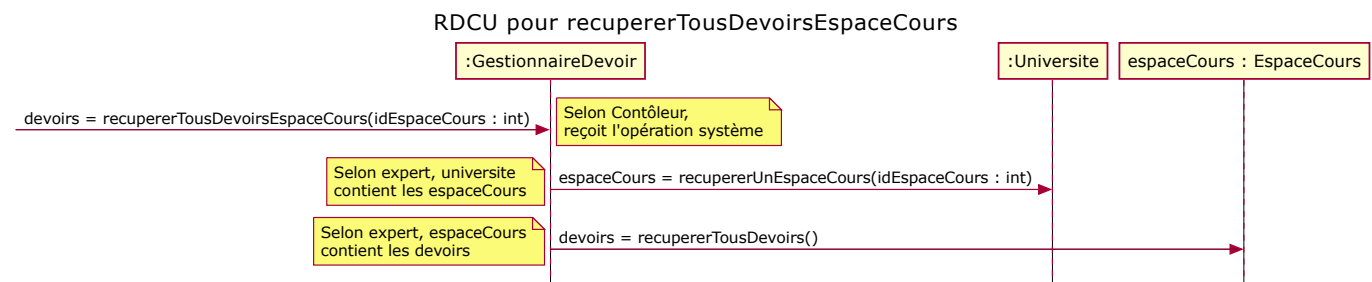 RDCU pour recupererTousDevoirsEspaceCours
:GestionnaireDevoir
:Universite
espaceCours : EspaceCours
devoirs = recupererTousDevoirsEspaceCours(idEspaceCours : int)
Selon Contôleur,
reçoit l'opération système
Selon expert, universite
contient les espaceCours
espaceCours = recupererUnEspaceCours(idEspaceCours : int)
Selon expert, espaceCours
contient les devoirs
devoirs = recupererTousDevoirs()